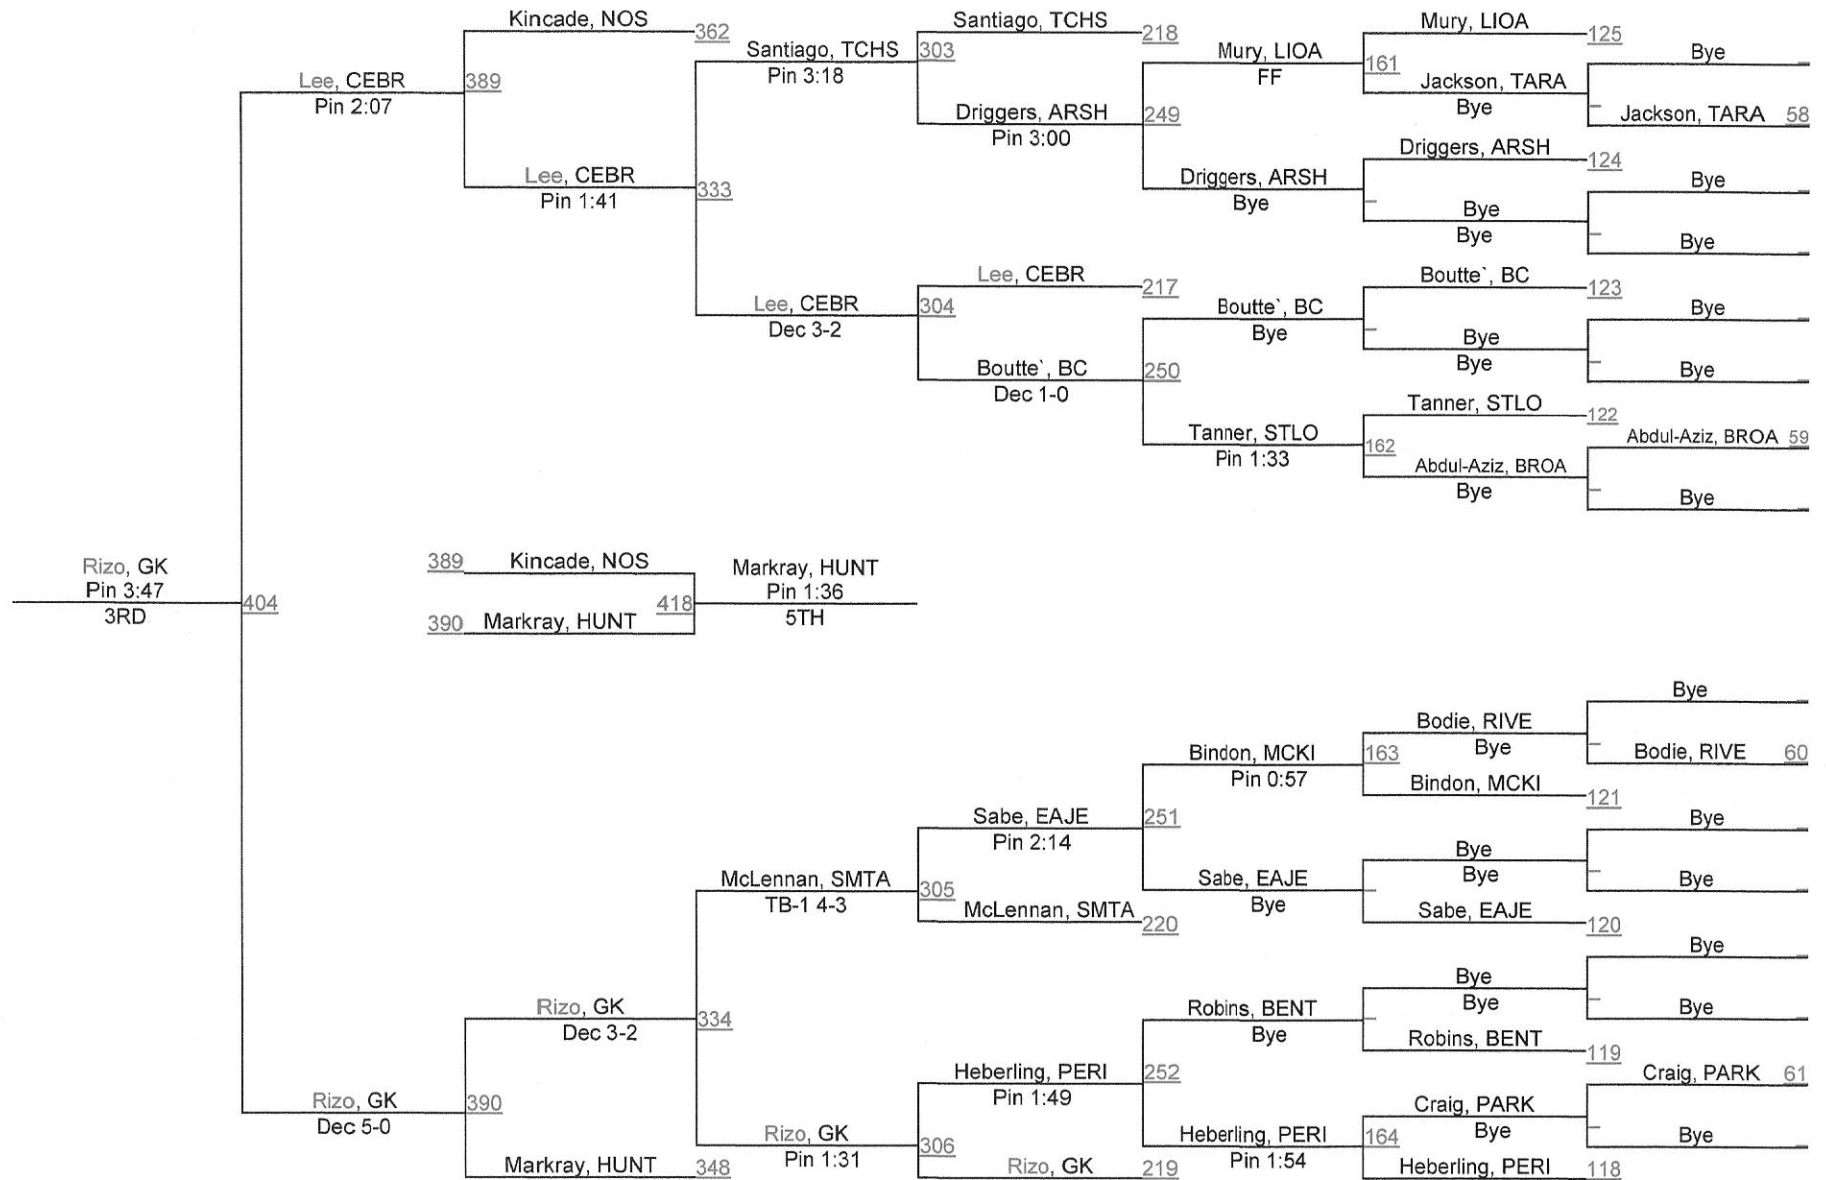 Kincade, NOS
362
Lee, CEBR
Pin 2:07
389
Lee, CEBR
Pin 1:41
333
Santiago, TCHS
Pin 3:18
303
Santiago, TCHS
218
Driggers, ARSH
Pin 3:00
249
Mury, LIOA
FF
161
Mury, LIOA
125
Jackson, TARA
Bye
Bye
Jackson, TARA 58
Driggers, ARSH
Bye
Driggers, ARSH
124
Bye
Bye
Bye
Bye
Lee, CEBR
Dec 3-2
304
Lee, CEBR
217
Boutte`, BC
Dec 1-0
250
Boutte`, BC
Bye
Boutte`, BC
123
Bye
Bye
Bye
Bye
Tanner, STLO
Pin 1:33
162
Tanner, STLO
122
Abdul-Aziz, BROA
Bye
Abdul-Aziz, BROA 59
Bye
Rizo, GK
Pin 3:47
3RD
404
389 Kincade, NOS
390 Markray, HUNT
418
Markray, HUNT
Pin 1:36
5TH
Bye
Bodie, RIVE
Bye
Bodie, RIVE 60
Bindon, MCKI
Pin 0:57
163
Bindon, MCKI
121
Sabe, EAJE
Pin 2:14
251
Bye
Bye
Bye
Bye
Sabe, EAJE
Bye
Sabe, EAJE
120
McLennan, SMTA
TB-1 4-3
305
McLennan, SMTA
220
Rizo, GK
Dec 3-2
334
Robins, BENT
Bye
Bye
Bye
Bye
Bye
Robins, BENT
119
Heberling, PERI
Pin 1:49
252
Craig, PARK 61
Craig, PARK
Bye
Bye
Heberling, PERI
Pin 1:54
164
Heberling, PERI
118
Rizo, GK
Dec 5-0
390
Rizo, GK
Pin 1:31
306
Rizo, GK
219
Markray, HUNT
348